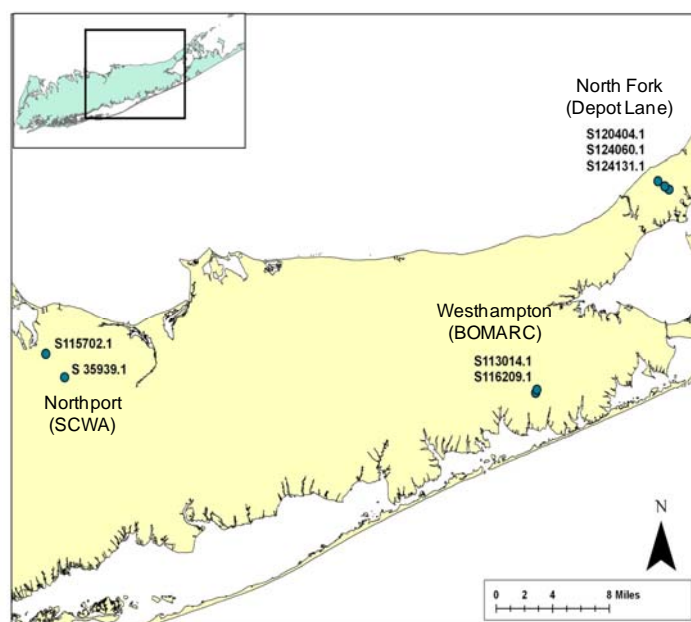 North Fork
(Depot Lane)
S120404.1
S124060.1
S124131.1
Westhampton
(BOMARC)
S113014.1
S116209.1
S115702.1
S 35939.1
Northport
(SCWA)
N
0 2 4 8 Miles